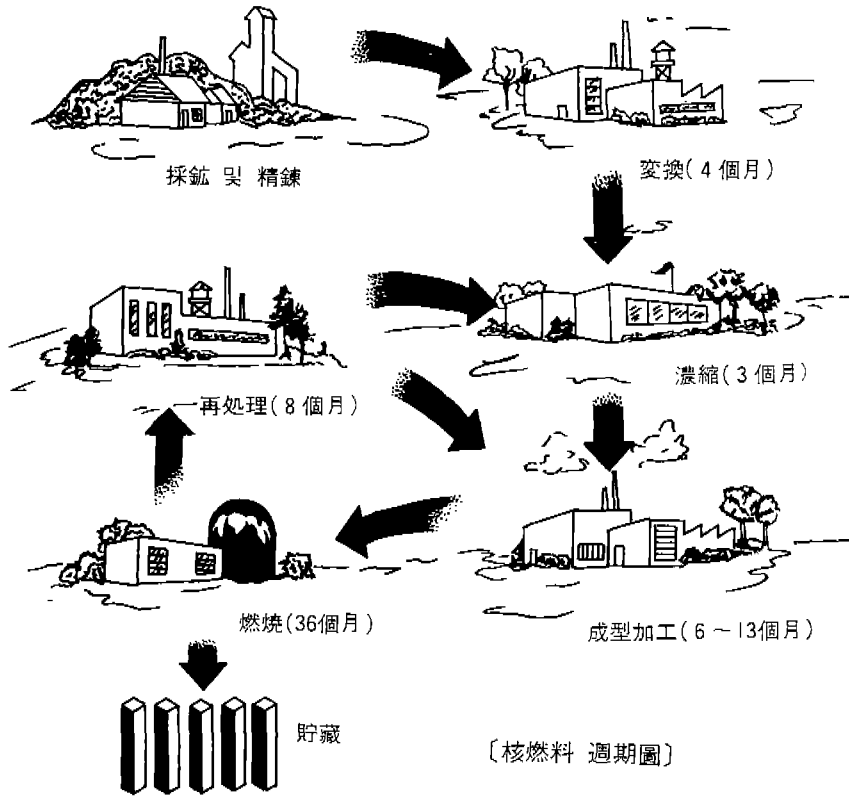 採鉱 및 精鍊
変換(4個月)
再処理(8個月)
濃縮(3個月)
燃焼(36個月)
成型加工(6～13個月)
貯藏
〔核燃料 週期圖〕